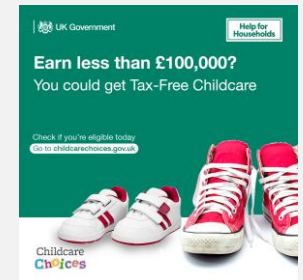 UK Government
Help for
Households
Earn less than £100,000?
You could get Tax-Free Childcare
Check if you're eligible today
Go to childcarechoices.gov.uk
Childcare
Choices